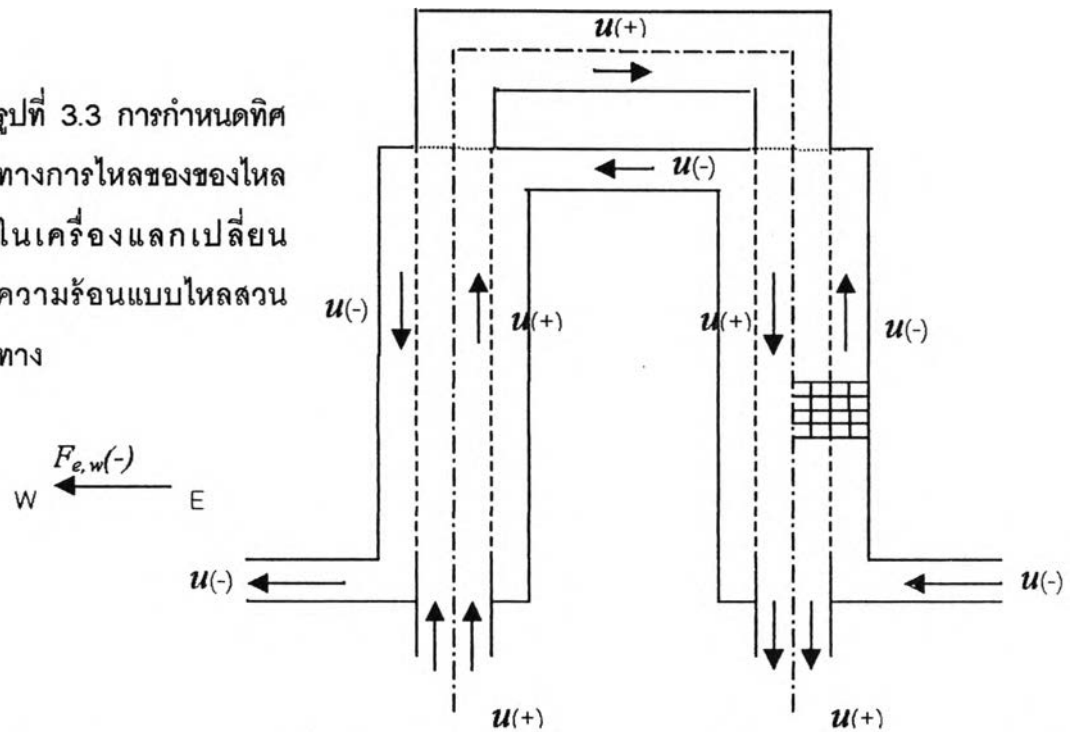 u(+)
รูปที่ 3.3 การกำหนดทิศ
ทางการไหลของของไหล
ในเครื่องแลกเปลี่ยน
ความร้อนแบบไหลสวน
ทาง
u(-)
u(-)
u(+)
u(+)
u(-)
F e, w(-)
W
E
u(-)
u(-)
u(+)
u(+)